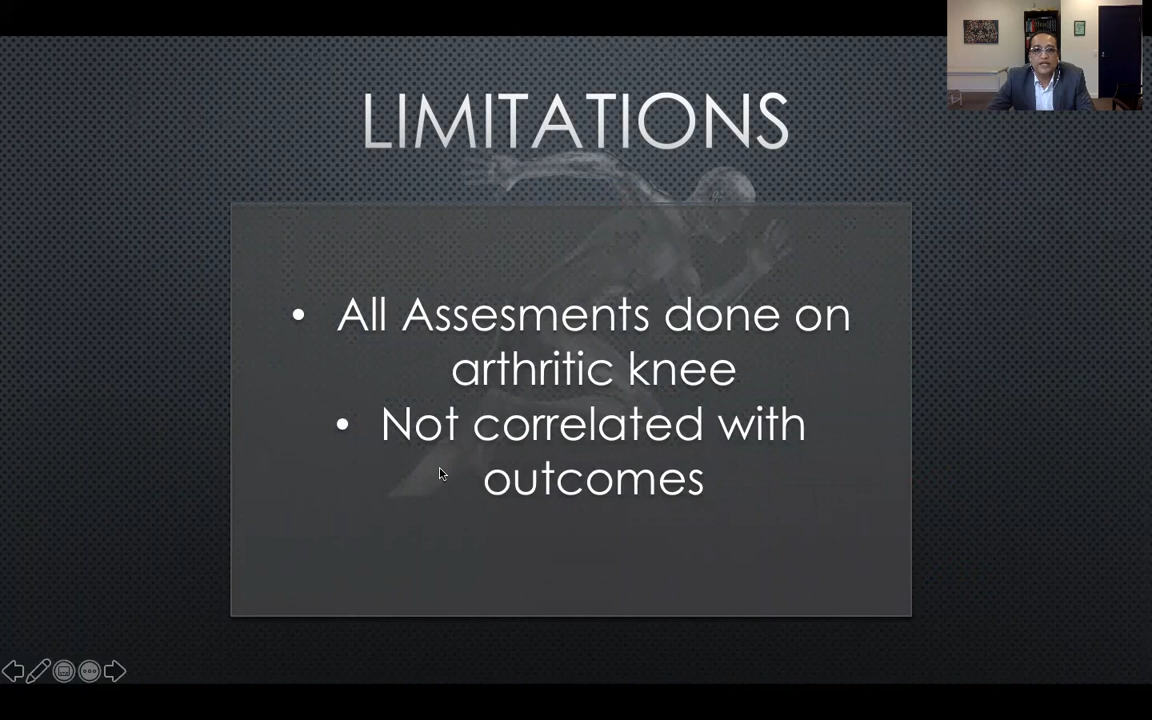 LIMITATIONS
• All Assesments done on
arthritic knee
• Not correlated with
outcomes